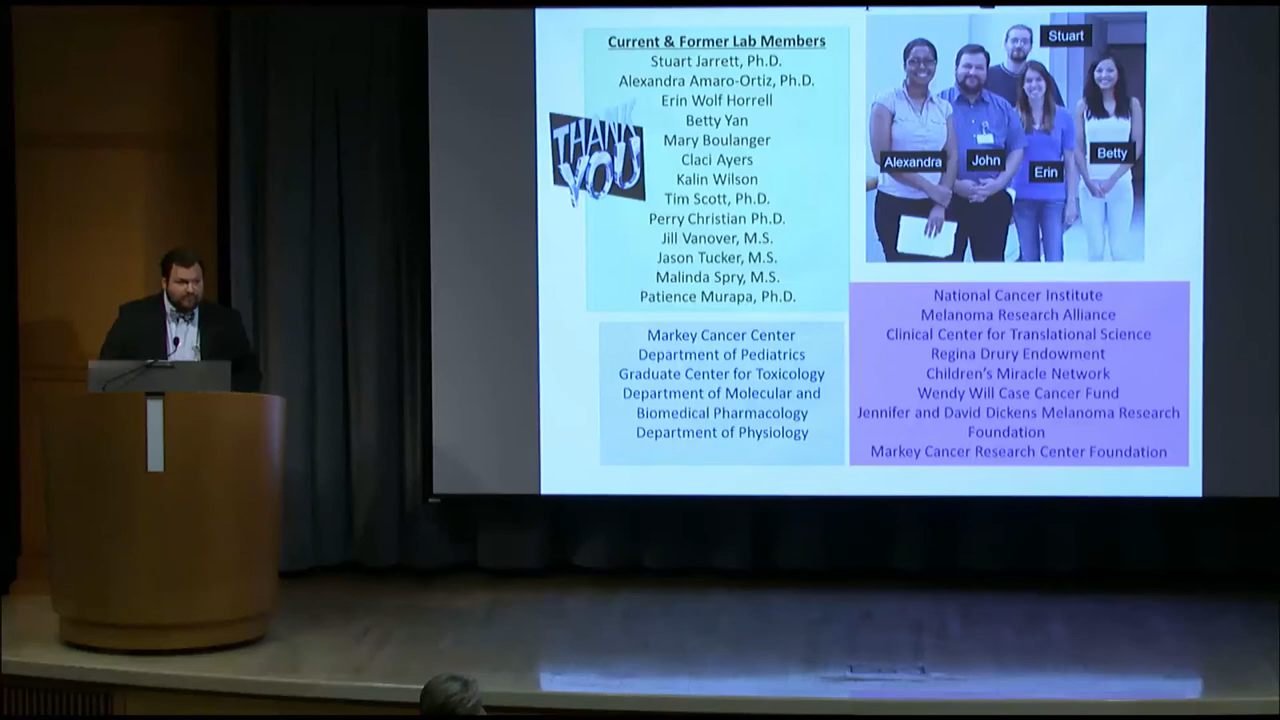 Current & Former Lab Members
Stuart Jarrett, Ph.D.
Alexandra Amaro-Ortiz, Ph.D.
Erin Wolf Horrell
Betty Yan
Mary Boulanger
Claci Ayers
Kalin Wilson
Tim Scott, Ph.D.
Perry Christian Ph.D.
Jill Vanover, M.S.
Jason Tucker, M.S.
Malinda Spry, M.S.
Patience Murapa, Ph.D.
THANK
YOU
Stuart
Alexandra
John
Erin
Betty
Markey Cancer Center
Department of Pediatrics
Graduate Center for Toxicology
Department of Molecular and
Biomedical Pharmacology
Department of Physiology
National Cancer Institute
Melanoma Research Alliance
Clinical Center for Translational Science
Regina Drury Endowment
Children's Miracle Network
Wendy Will Case Cancer Fund
Jennifer and David Dickens Melanoma Research
Foundation
Markey Cancer Research Center Foundation